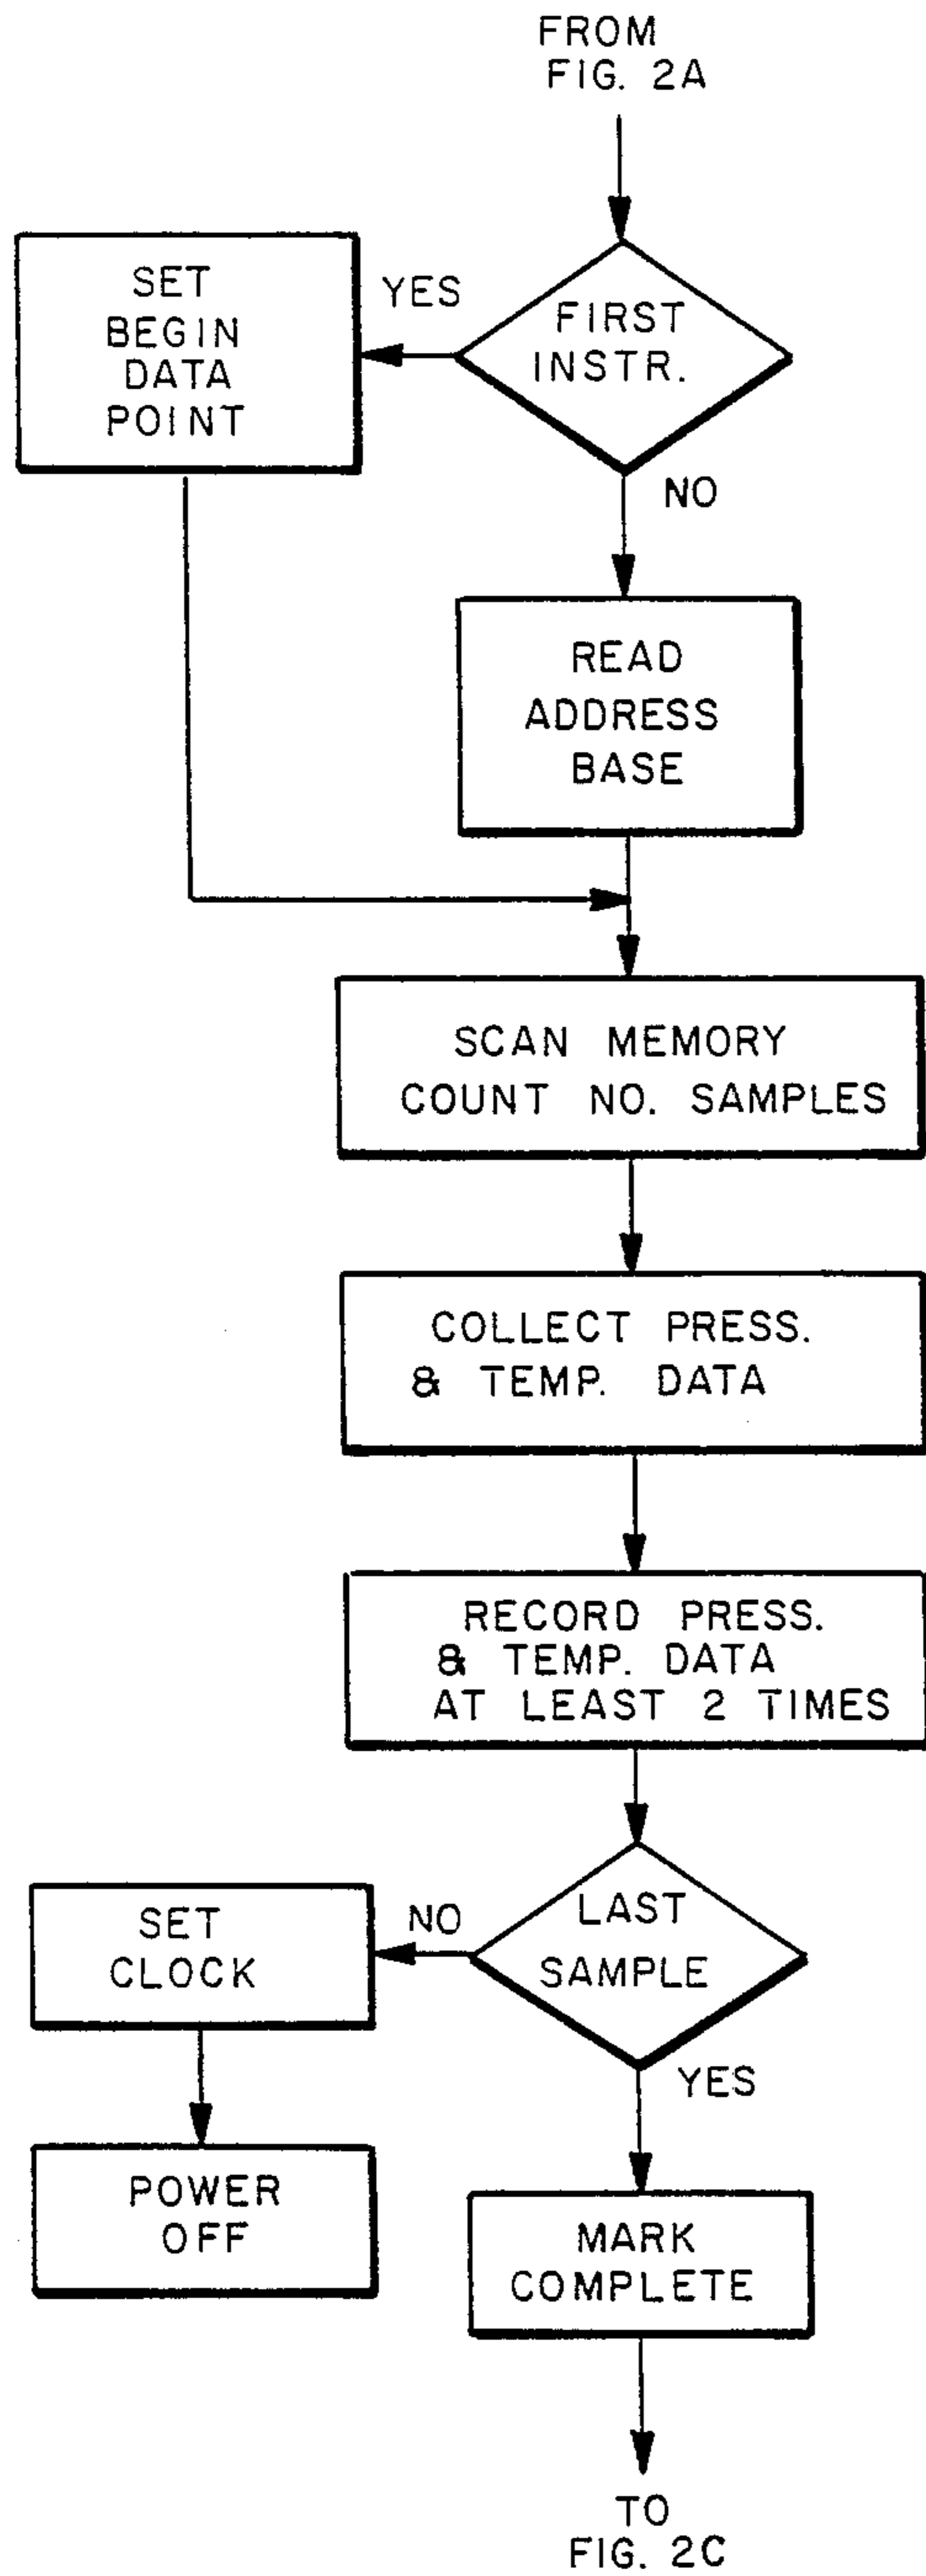 FROM
FIG. 2A
FIRST
INSTR.
YES
SET
BEGIN
DATA
POINT
NO
READ
ADDRESS
BASE
SCAN MEMORY
COUNT NO. SAMPLES
COLLECT PRESS.
& TEMP. DATA
RECORD PRESS.
& TEMP. DATA
AT LEAST 2 TIMES
LAST
SAMPLE
NO
SET
CLOCK
POWER
OFF
YES
MARK
COMPLETE
TO
FIG. 2C